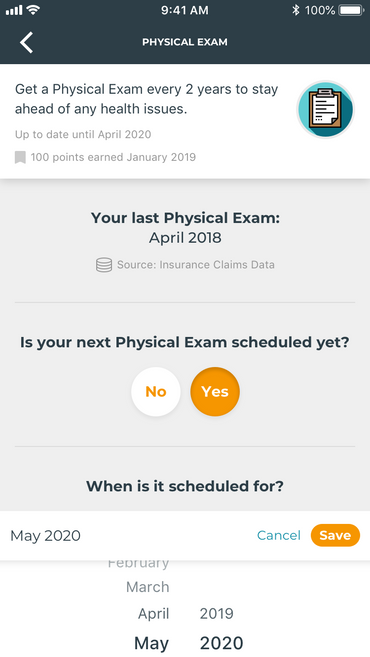 9:41 AM
100%
PHYSICAL EXAM
Get a Physical Exam every 2 years to stay
ahead of any health issues.
Up to date until April 2020
100 points earned January 2019
Your last Physical Exam:
April 2018
Source: Insurance Claims Data
Is your next Physical Exam scheduled yet?
No Yes
When is it scheduled for?
May 2020 Cancel Save
February
March
April 2019
May 2020